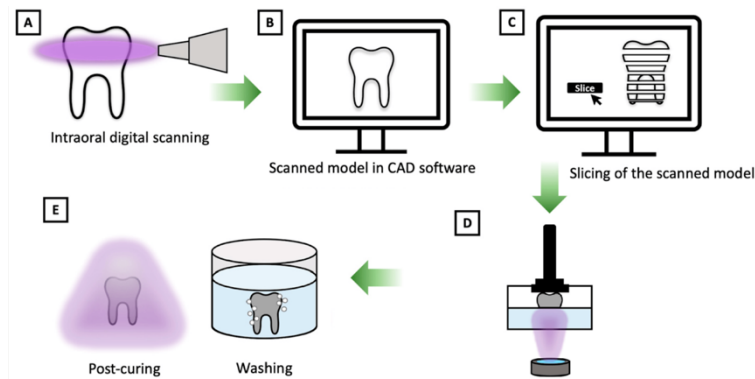 A
Intraoral digital scanning
B
Scanned model in CAD software
C
Slice
Slicing of the scanned model
D
E
Post-curing
Washing